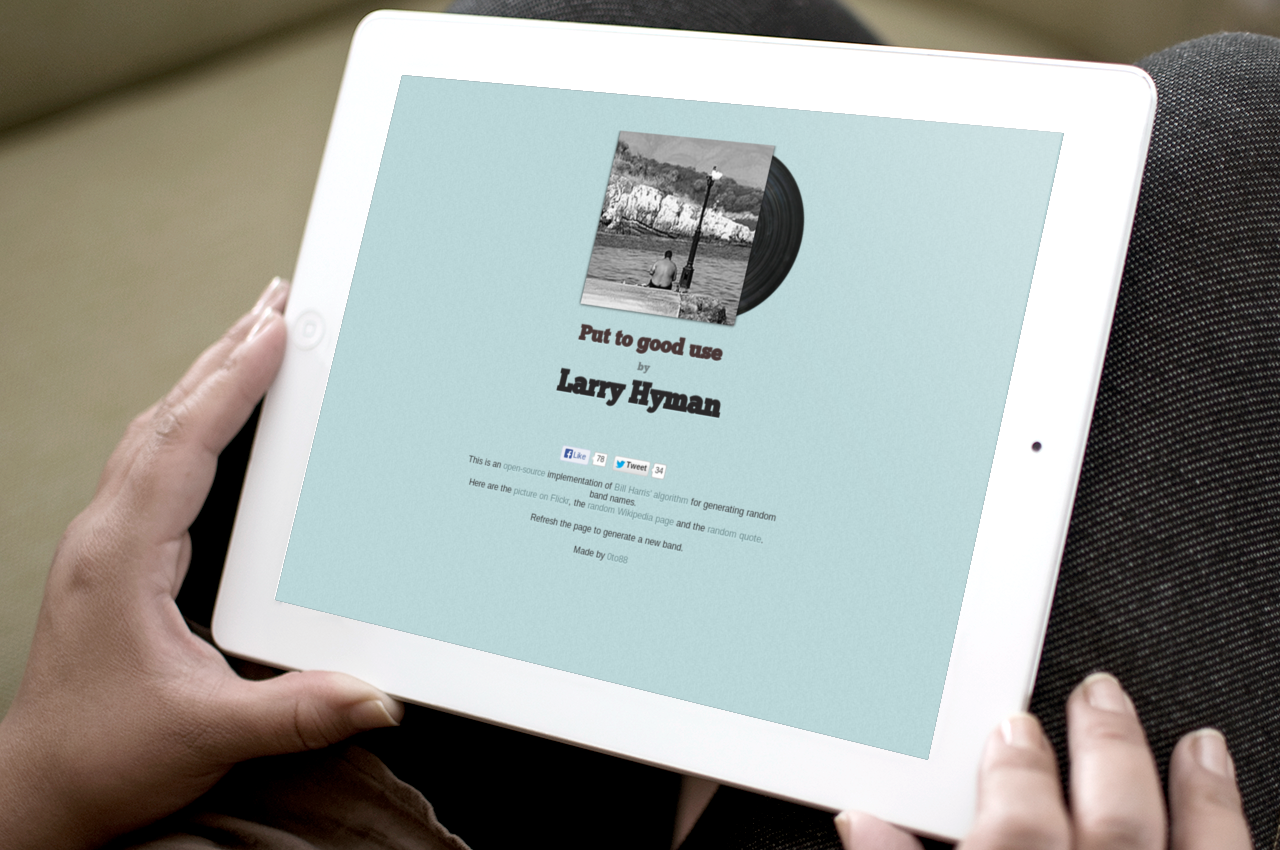 Put to good use
by
Larry Hyman
Like 78 Tweet 34
This is an open-source implementation of Bill Harris' algorithm for generating random
band names.
Here are the picture on Flickr, the random Wikipedia page and the random quote.
Refresh the page to generate a new band.
Made by 0to88